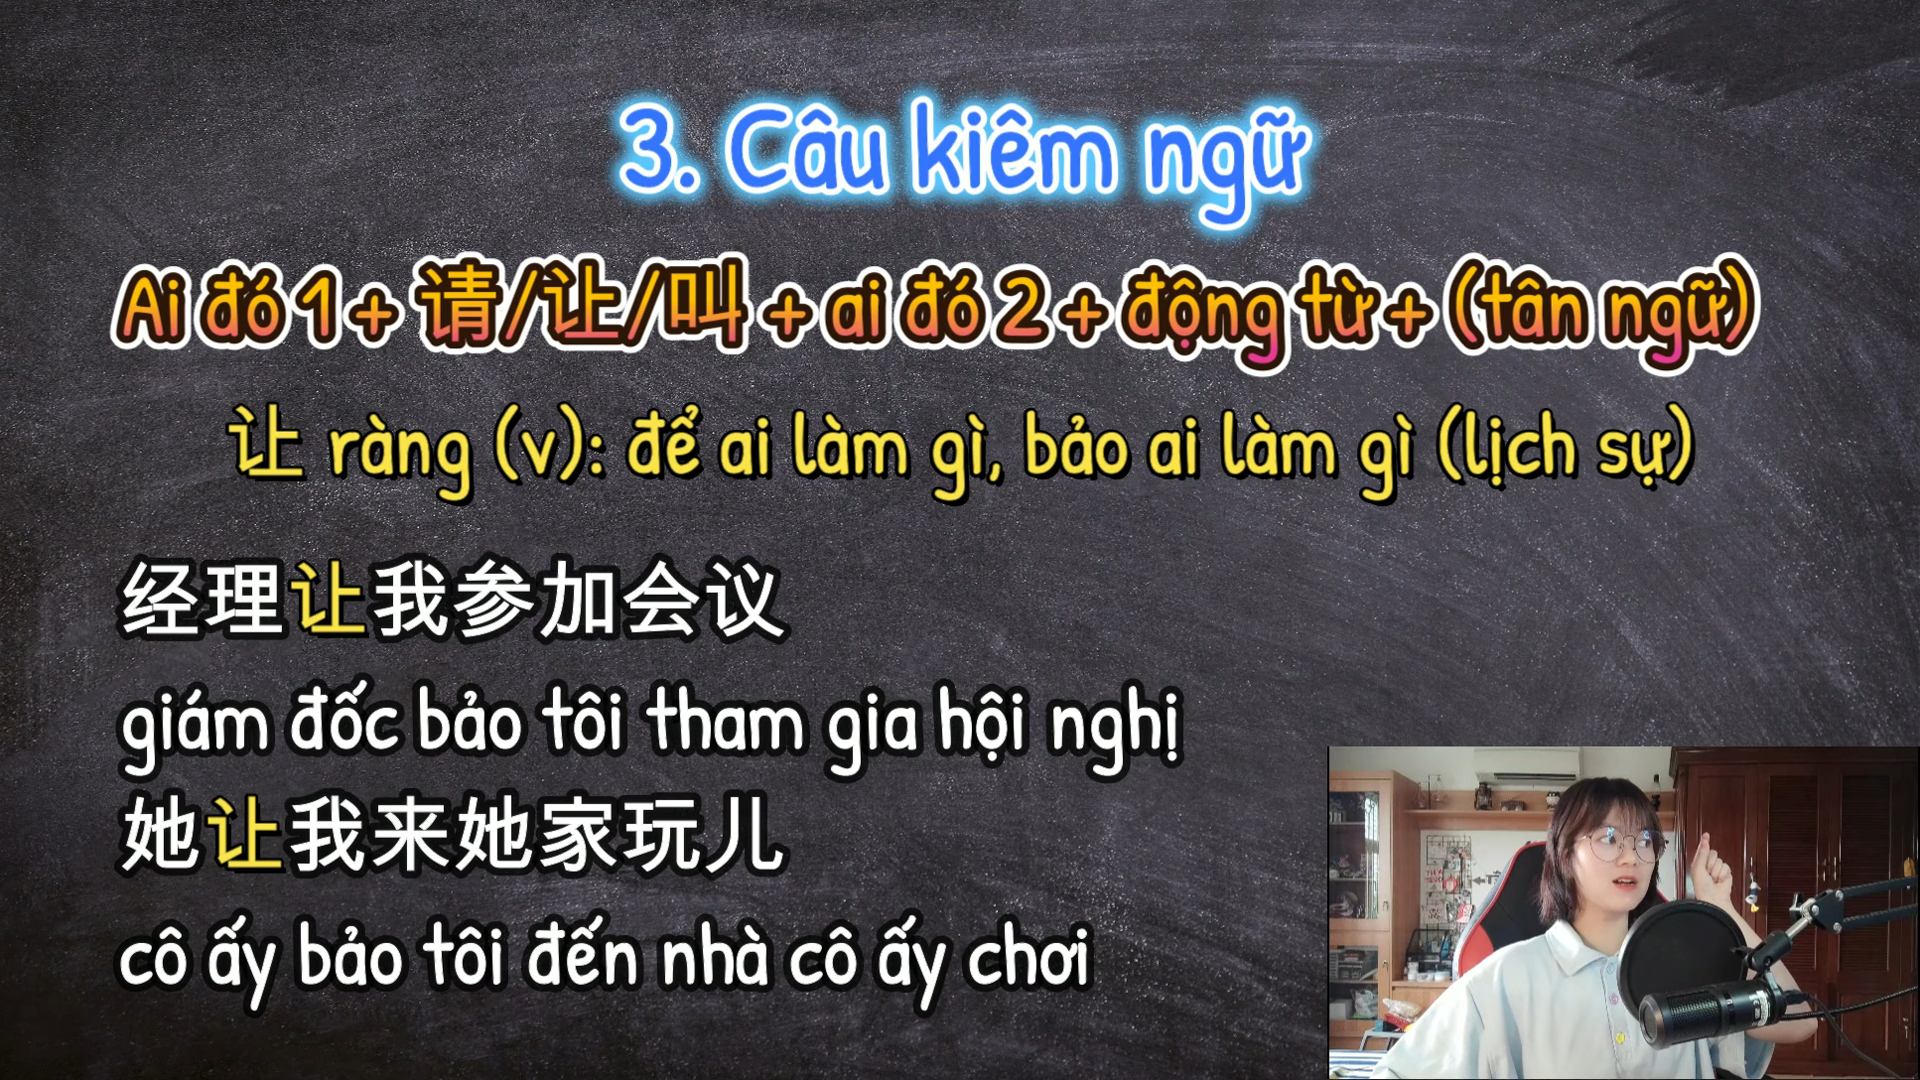 3. Câu kiêm ngữ
Ai đó 1 + 请/让/叫 + ai đó 2 + động từ + (tân ngữ)
让 ràng (v): để ai làm gì, bảo ai làm gì (lịch sự)
经理让我参加会议
giám đốc bảo tôi tham gia hội nghị
她让我来她家玩儿
cô ấy bảo tôi đến nhà cô ấy chơi